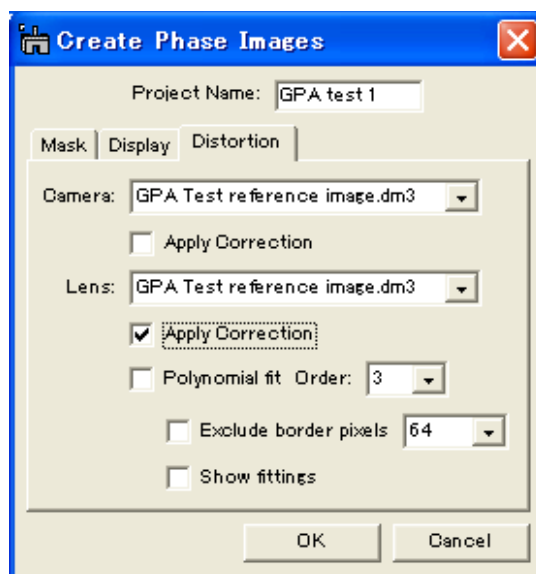 Create Phase Images
Project Name: GPA test 1
Mask Display Distortion
Camera: GPA Test reference image.dm3
Apply Correction
Lens: GPA Test reference image.dm3
Apply Correction
Polynomial fit Order: 3
Exclude border pixels 64
Show fittings
OK Cancel